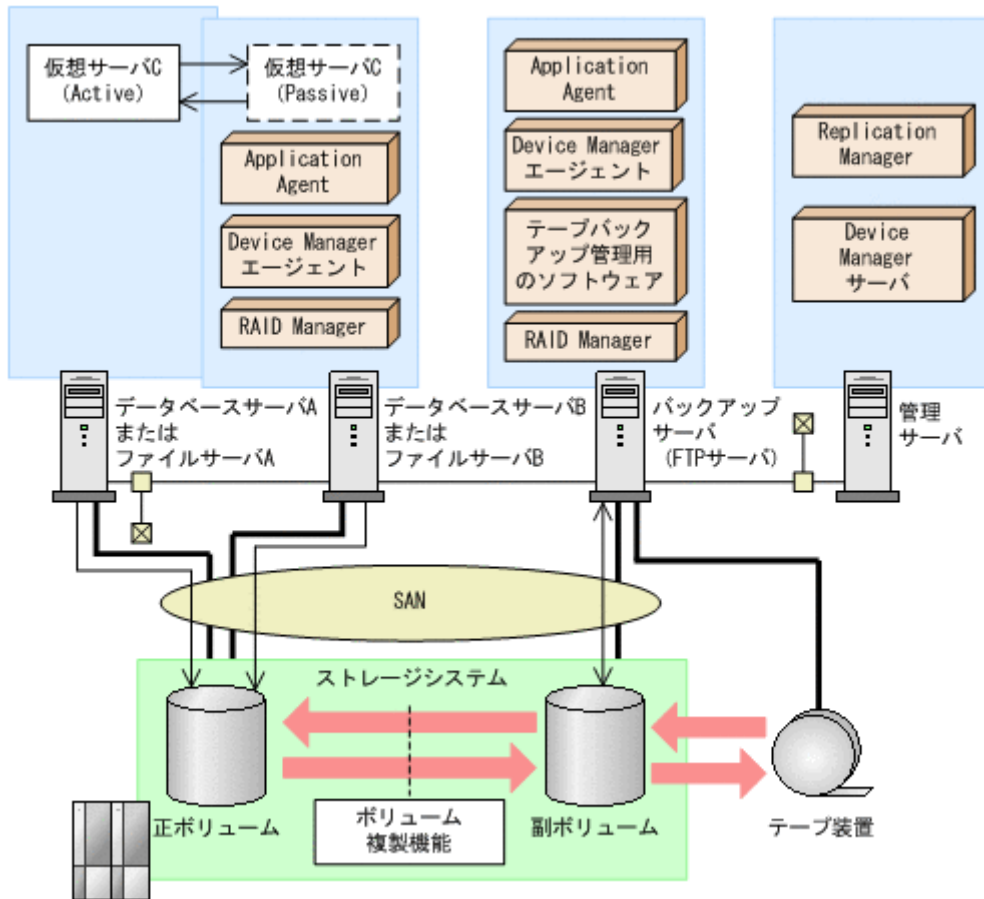 仮想サーバC
(Active)
仮想サーバC
(Passive)
Application
Agent
Device Manager
エージェント
RAID Manager
Application
Agent
Device Manager
エージェント
テープバック
アップ管理用
のソフトウェア
RAID Manager
Replication
Manager
Device
Manager
サーバ
データベースサーバA
または
ファイルサーバA
データベースサーバB
または
ファイルサーバB
バックアップ
サーバ
(FTPサーバ)
管理
サーバ
SAN
ストレージシステム
正ボリューム
ボリューム
複製機能
副ボリューム
テープ装置